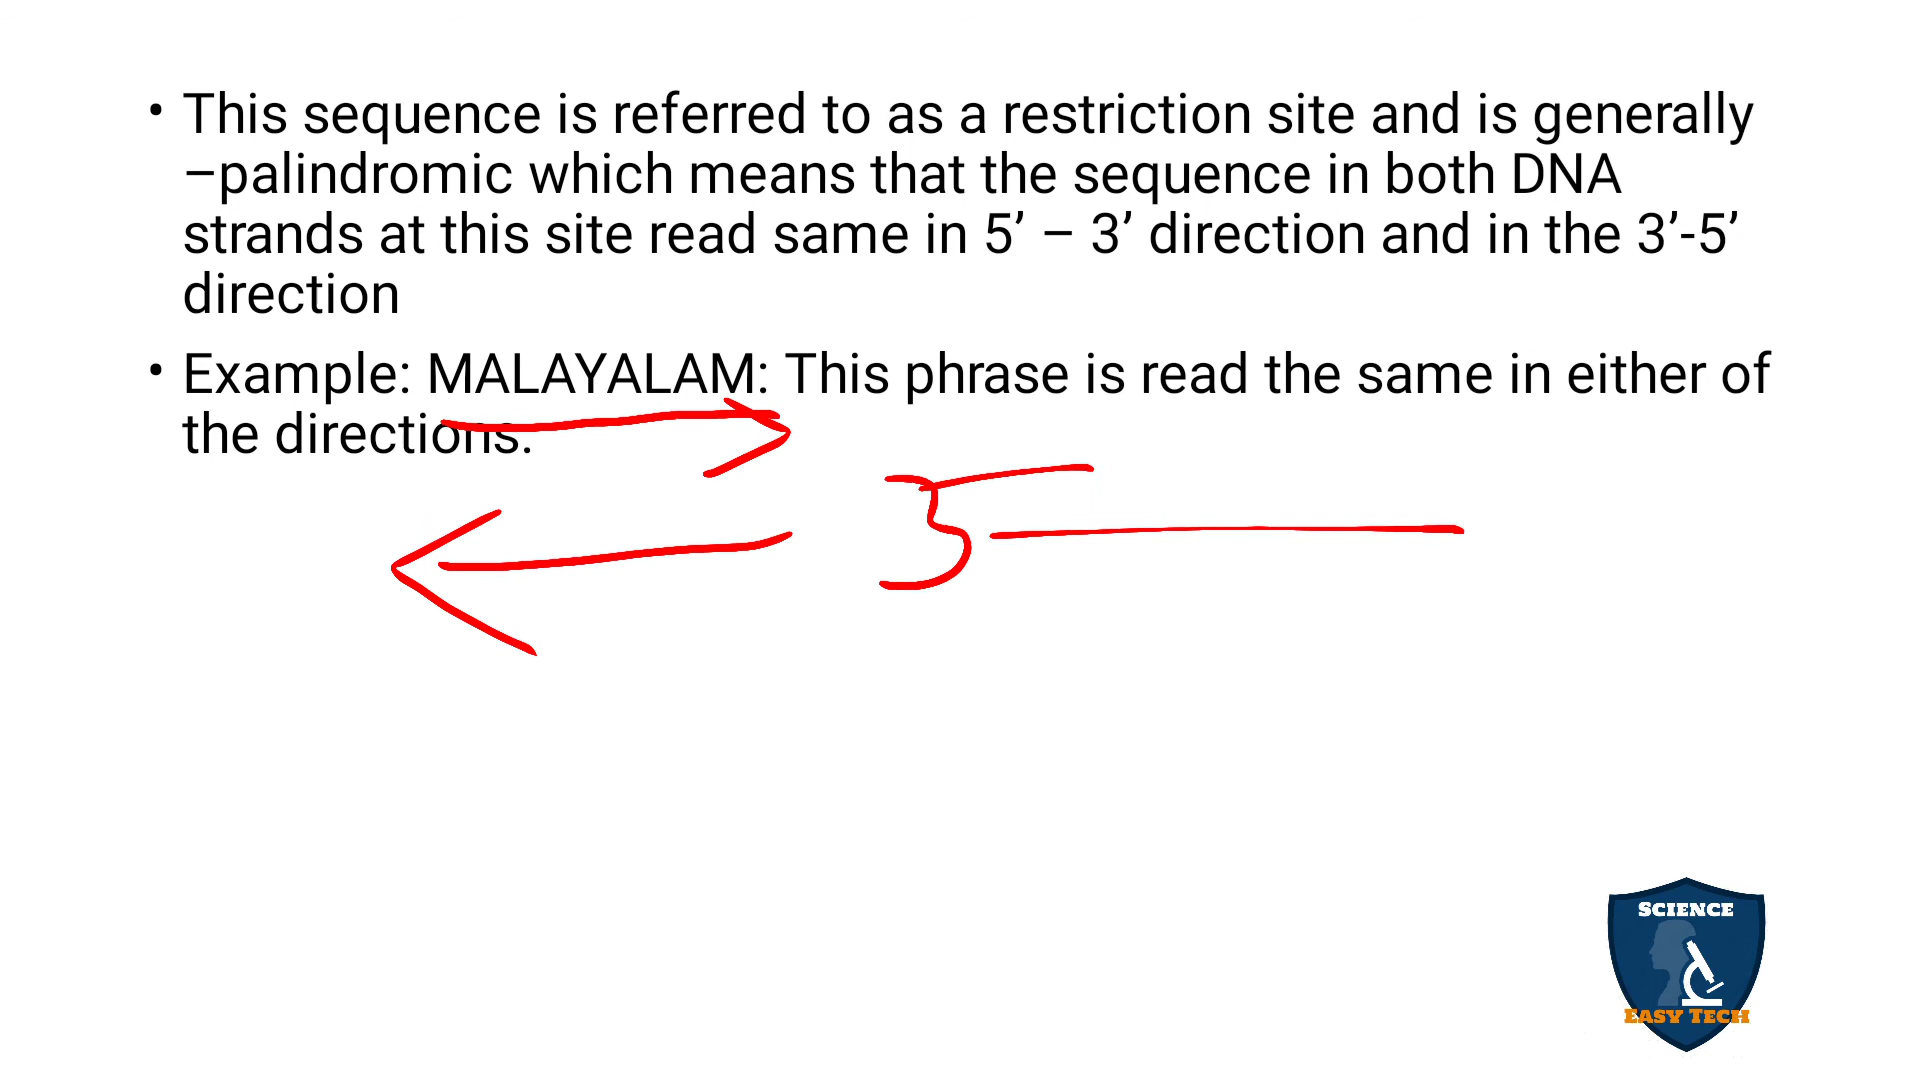 • This sequence is referred to as a restriction site and is generally
–palindromic which means that the sequence in both DNA
strands at this site read same in 5’ – 3’ direction and in the 3’-5’
direction
• Example: MALAYALAM: This phrase is read the same in either of
the directions.
SCIENCE
EASY TECH